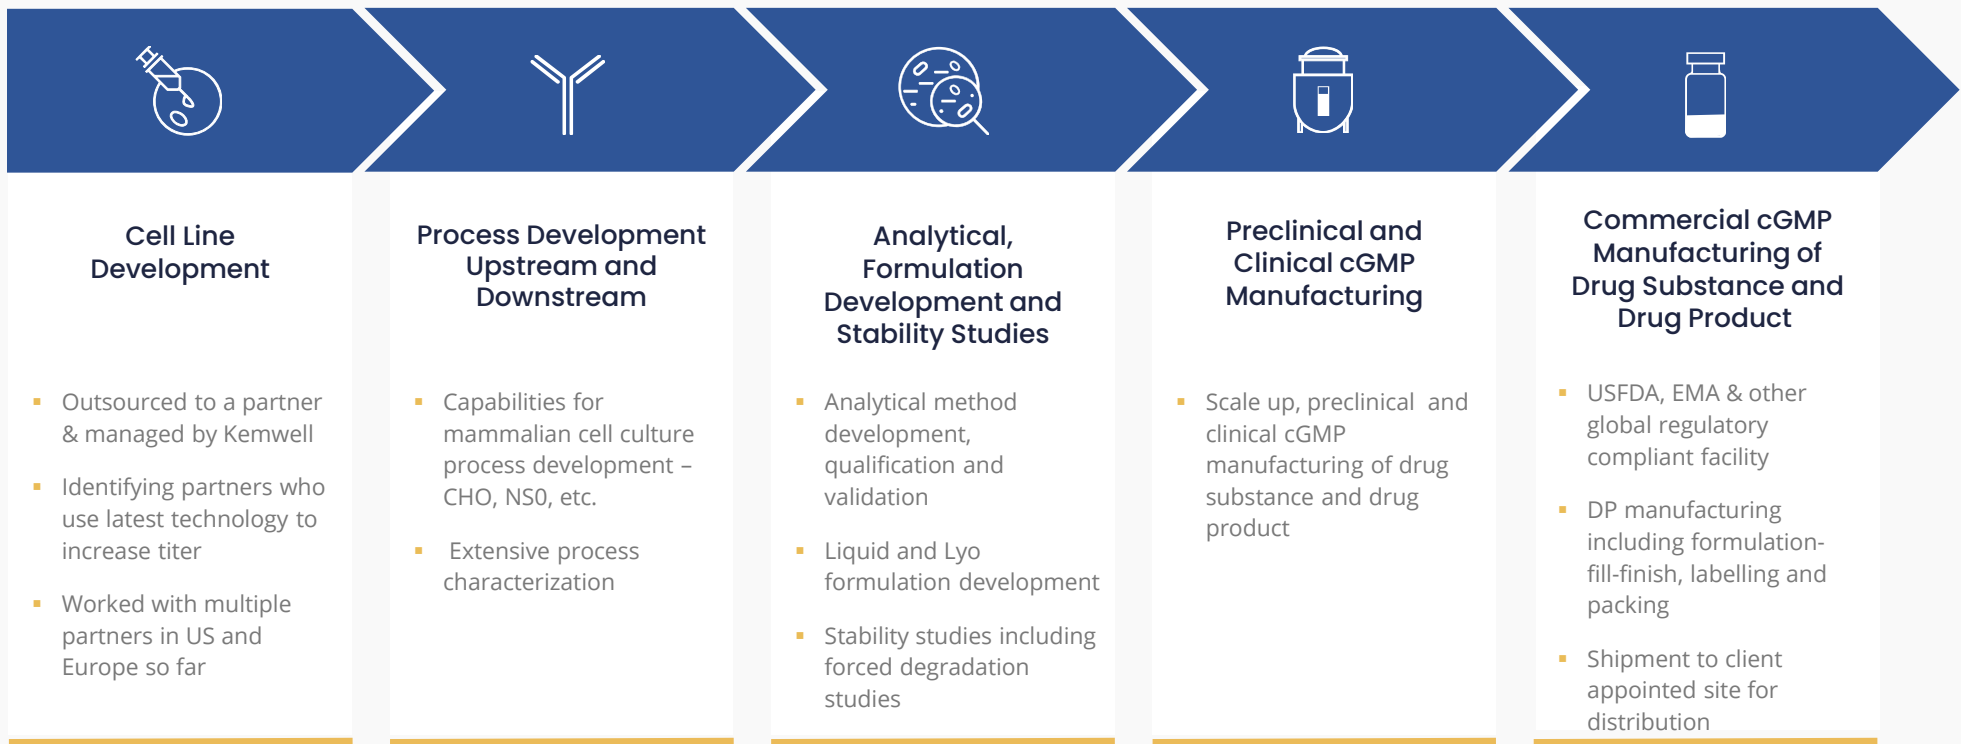 Cell Line
Development
Outsourced to a partner
& managed by Kemwell
Identifying partners who
use latest technology to
increase titer
Worked with multiple
partners in US and
Europe so far
Process Development
Upstream and
Downstream
Capabilities for
mammalian cell culture
process development –
CHO, NS0, etc.
Extensive process
characterization
Analytical,
Formulation
Development and
Stability Studies
Analytical method
development,
qualification and
validation
Liquid and Lyo
formulation development
Stability studies including
forced degradation
studies
Preclinical and
Clinical cGMP
Manufacturing
Scale up, preclinical and
clinical cGMP
manufacturing of drug
substance and drug
product
Commercial cGMP
Manufacturing of
Drug Substance and
Drug Product
USFDA, EMA & other
global regulatory
compliant facility
DP manufacturing
including formulation-
fill-finish, labelling and
packing
Shipment to client
appointed site for
distribution